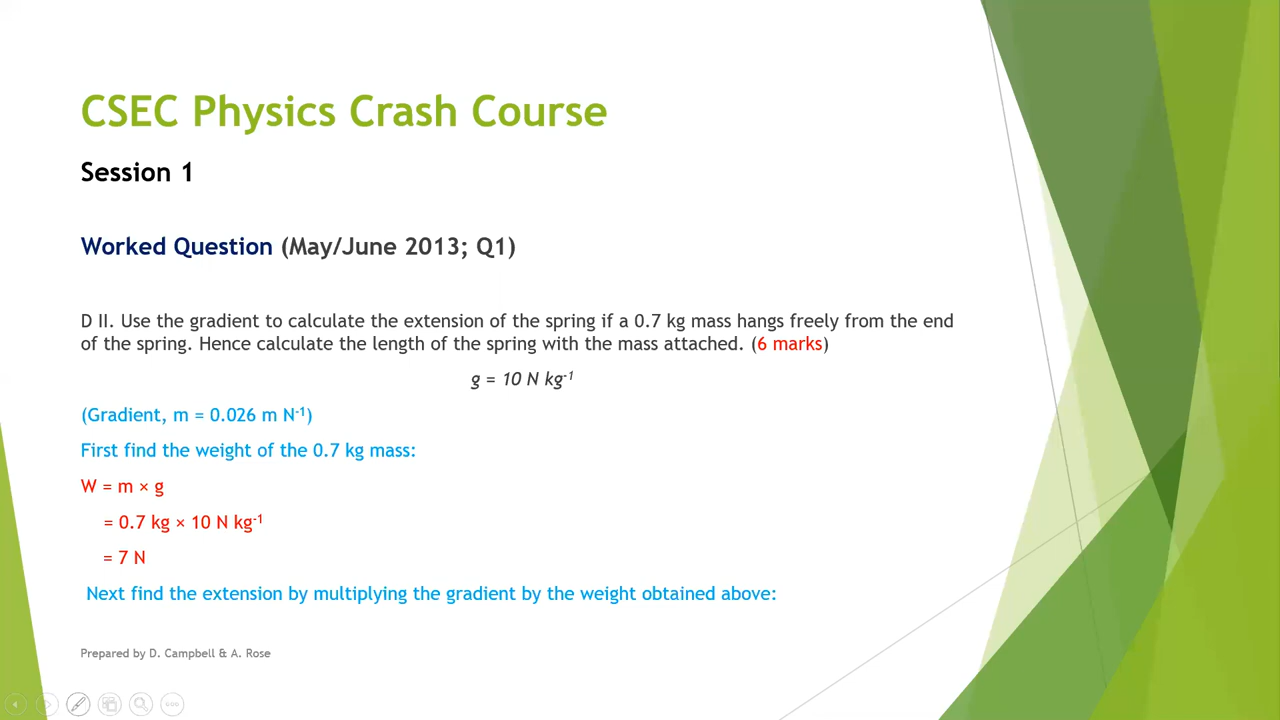 CSEC Physics Crash Course
Session 1
Worked Question (May/June 2013; Q1)
D II. Use the gradient to calculate the extension of the spring if a 0.7 kg mass hangs freely from the end
of the spring. Hence calculate the length of the spring with the mass attached. (6 marks)
g = 10 N kg⁻¹
(Gradient, m = 0.026 m N⁻¹)
First find the weight of the 0.7 kg mass:
W = m × g
= 0.7 kg × 10 N kg⁻¹
= 7 N
Next find the extension by multiplying the gradient by the weight obtained above:
Prepared by D. Campbell & A. Rose